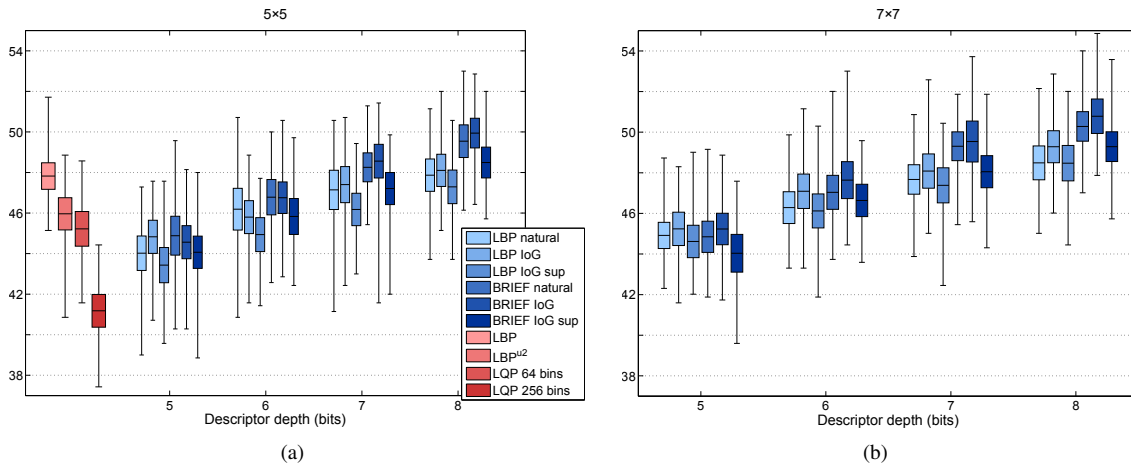 5×5
54
50
46
42
38
5
6
7
8
Descriptor depth (bits)
LBP natural
LBP IoG
LBP IoG sup
BRIEF natural
BRIEF IoG
BRIEF IoG sup
LBP
LBPᵘ²
LQP 64 bins
LQP 256 bins
(a)
7×7
54
50
46
42
38
5
6
7
8
Descriptor depth (bits)
(b)